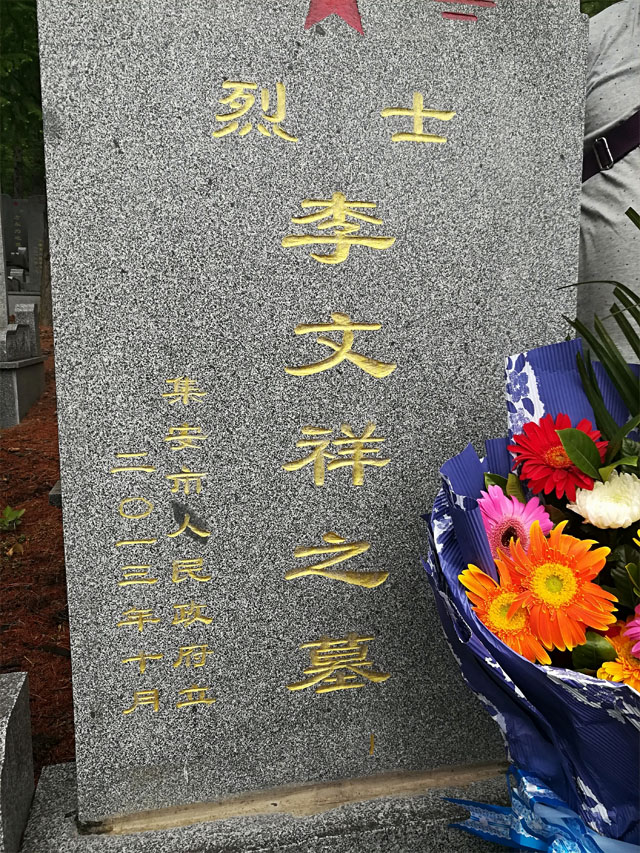 烈士
李文祥之墓
集安市人民政府立
二〇一三年十月